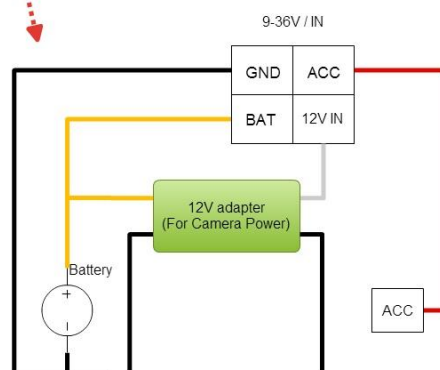 9-36V / IN
GND
ACC
BAT
12V IN
12V adapter
(For Camera Power)
Battery
+
−
ACC